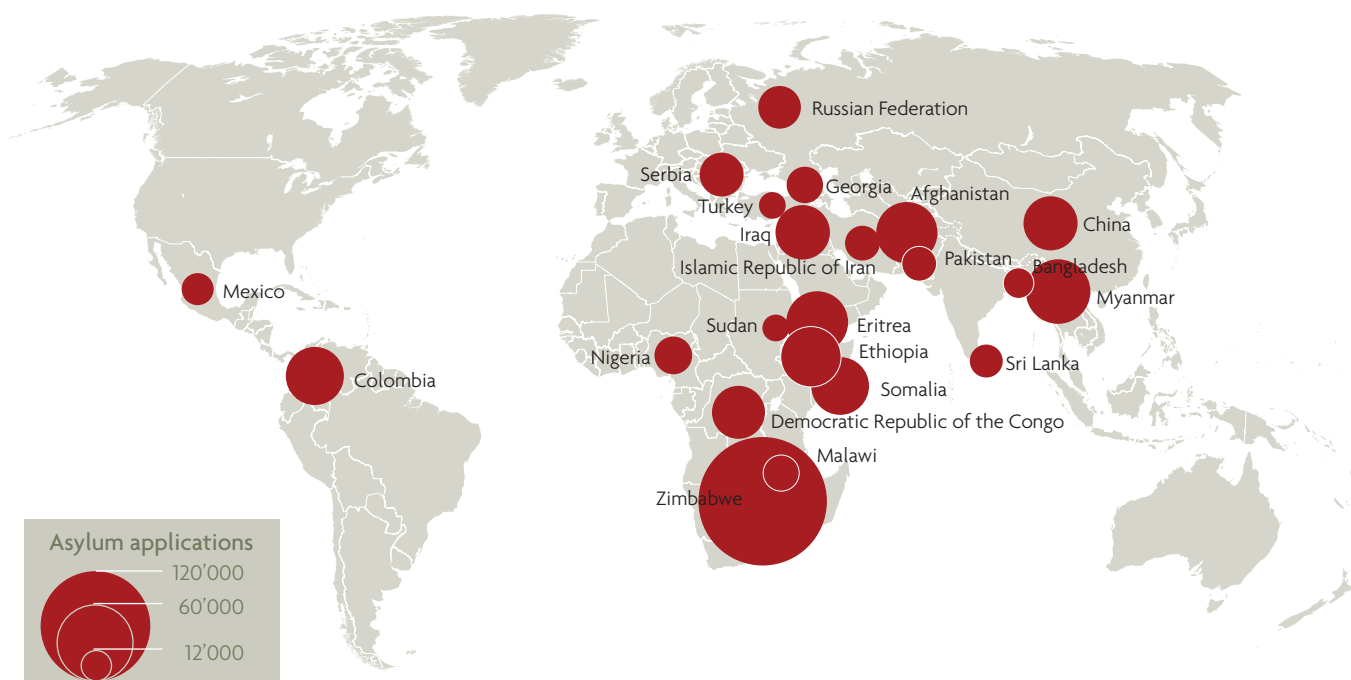 Russian Federation
Serbia
Georgia
Afghanistan
Turkey
China
Iraq
Pakistan
Bangladesh
Islamic Republic of Iran
Mexico
Myanmar
Sudan
Eritrea
Ethiopia
Nigeria
Sri Lanka
Colombia
Somalia
Democratic Republic of the Congo
Malawi
Zimbabwe
Asylum applications
120’000
60’000
12’000